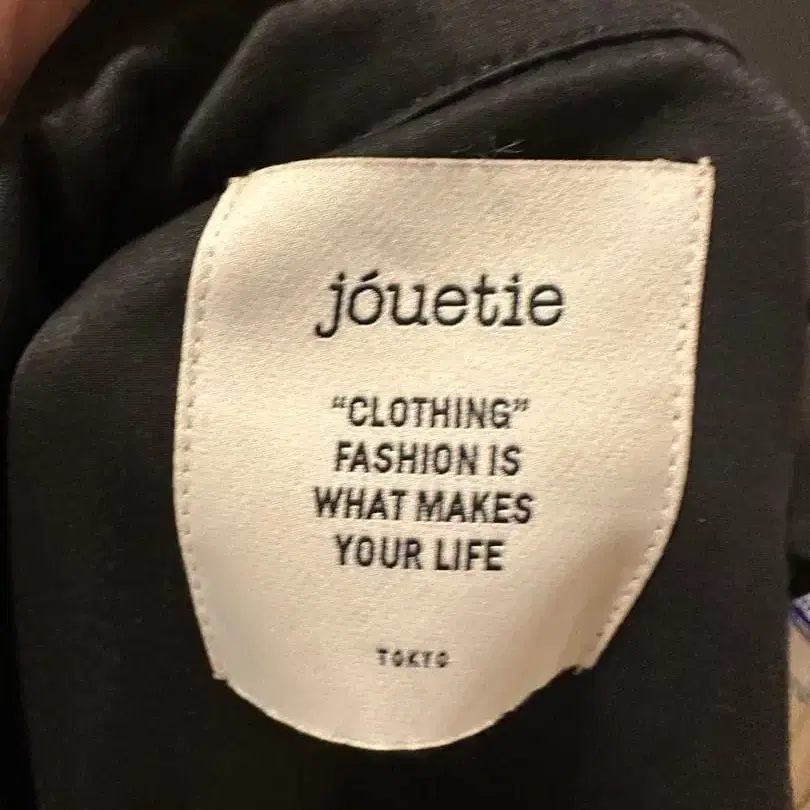 jóuetie
“CLOTHING”
FASHION IS
WHAT MAKES
YOUR LIFE
TOKYO